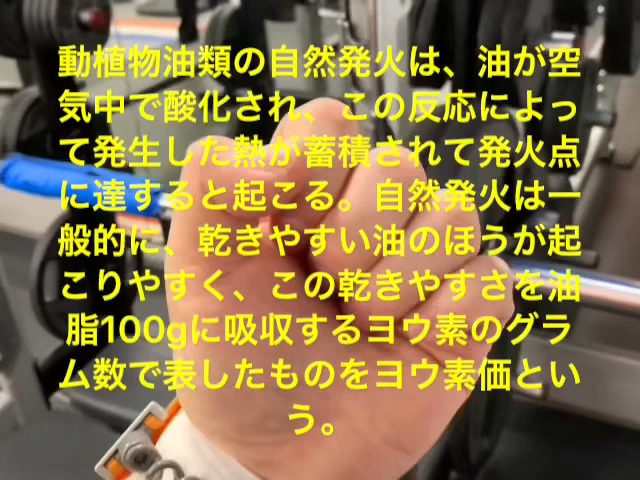 動植物油類の自然発火は、油が空
気中で酸化され、この反応によっ
て発生した熱が蓄積されて発火点
に達すると起こる。自然発火は一
般的に、乾きやすい油のほうが起
こりやすく、この乾きやすさを油
脂100gに吸収するヨウ素のグラ
ム数で表したものをヨウ素価とい
う。